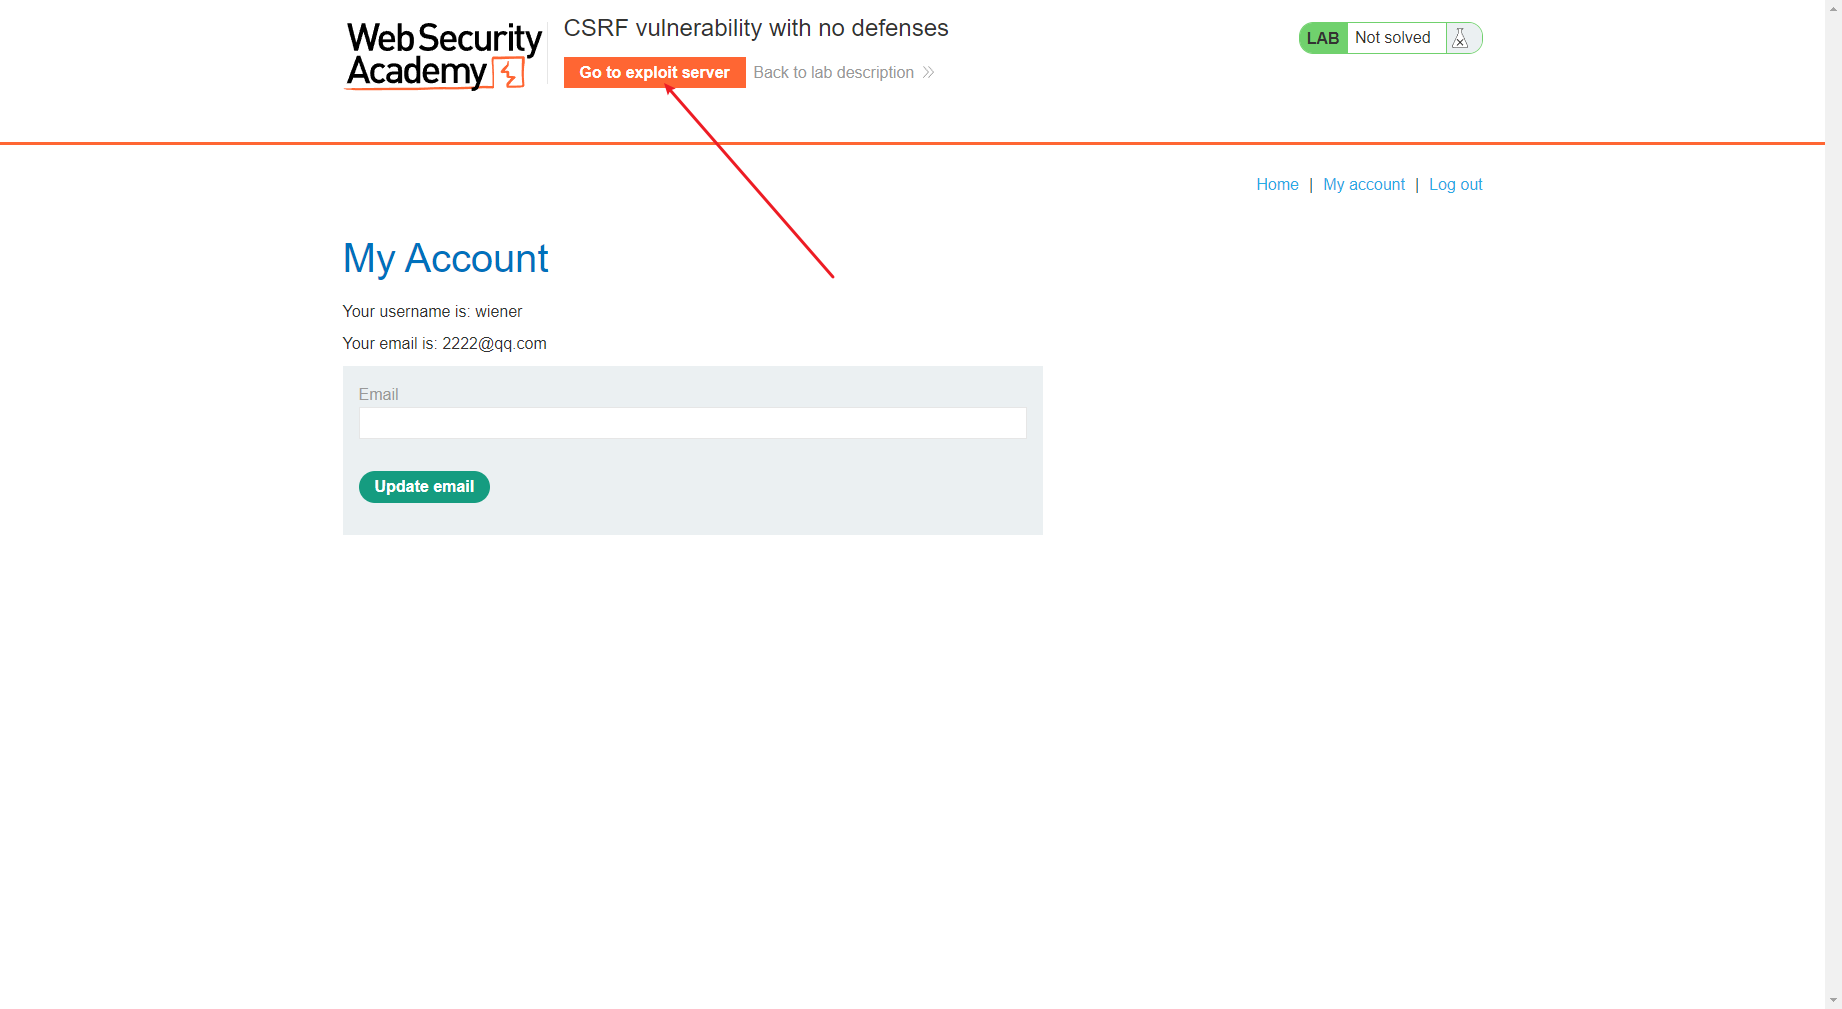 Web Security
Academy
CSRF vulnerability with no defenses
Go to exploit server
Back to lab description
LAB
Not solved
Home | My account | Log out
My Account
Your username is: wiener
Your email is: 2222@qq.com
Email
Update email